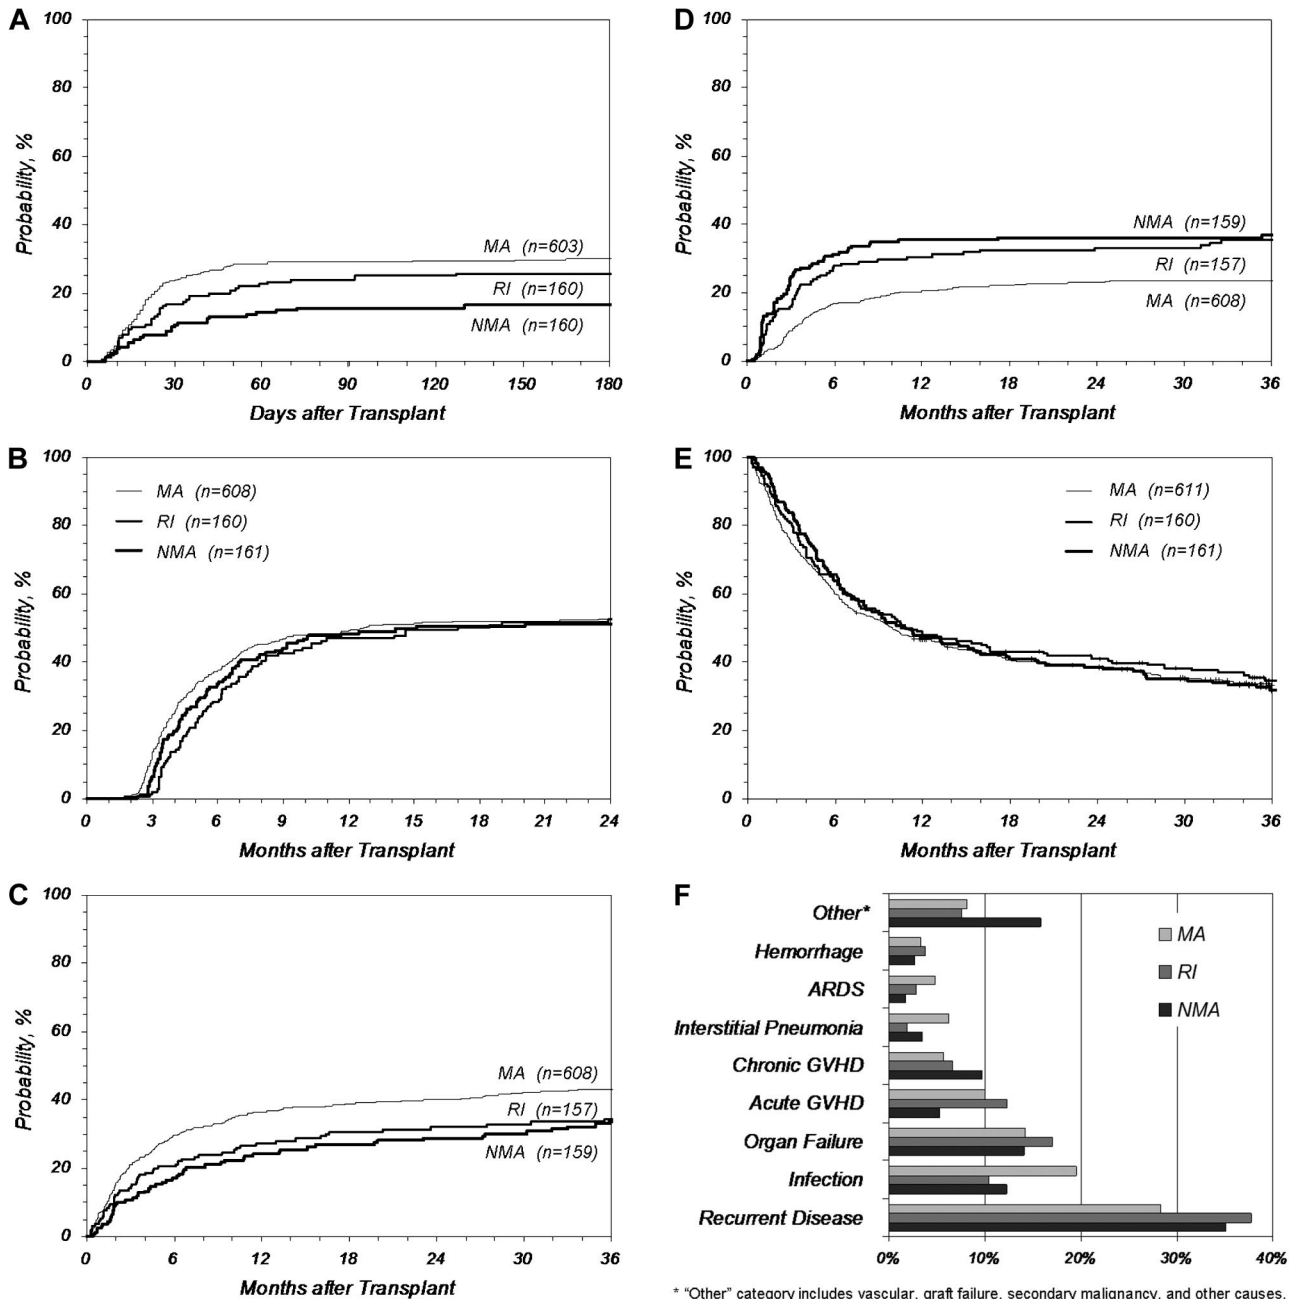 A
100
80
60
40
20
0
Probability, %
MA (n=603)
RI (n=160)
NMA (n=160)
0 30 60 90 120 150 180
Days after Transplant
B
100
80
60
40
20
0
Probability, %
MA (n=608)
RI (n=160)
NMA (n=161)
0 3 6 9 12 15 18 21 24
Months after Transplant
C
100
80
60
40
20
0
Probability, %
MA (n=608)
RI (n=157)
NMA (n=159)
0 6 12 18 24 30 36
Months after Transplant
D
100
80
60
40
20
0
Probability, %
NMA (n=159)
RI (n=157)
MA (n=608)
0 6 12 18 24 30 36
Months after Transplant
E
100
80
60
40
20
0
Probability, %
MA (n=611)
RI (n=160)
NMA (n=161)
0 6 12 18 24 30 36
Months after Transplant
F
Other*
Hemorrhage
ARDS
Interstitial Pneumonia
Chronic GVHD
Acute GVHD
Organ Failure
Infection
Recurrent Disease
MA
RI
NMA
0% 10% 20% 30% 40%
* "Other" category includes vascular, graft failure, secondary malignancy, and other causes.